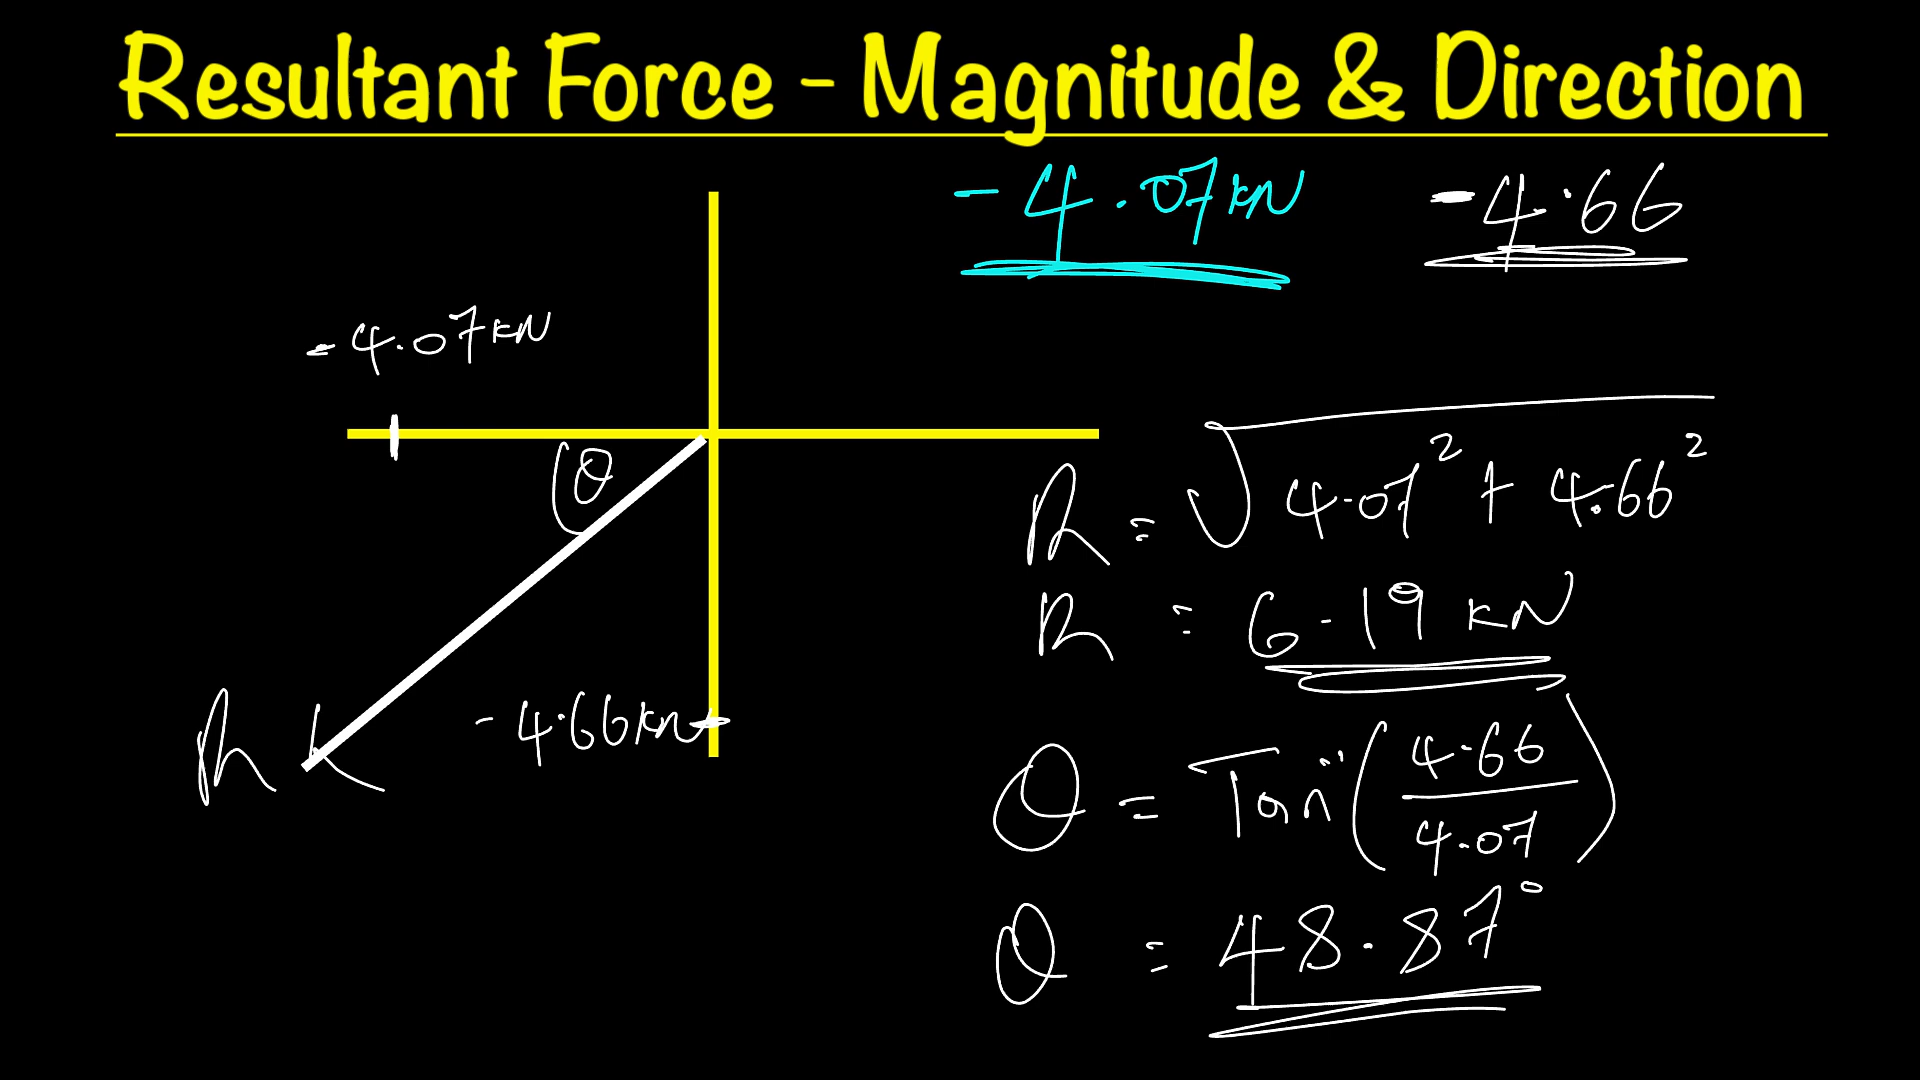 Resultant Force - Magnitude & Direction
-4.07kN -4.66
-4.07kN
θ
R = √4.07² + 4.66²
R = 6.19 kN
R -4.66kN
θ = Tan⁻¹(4.66/4.07)
θ = 48.87°